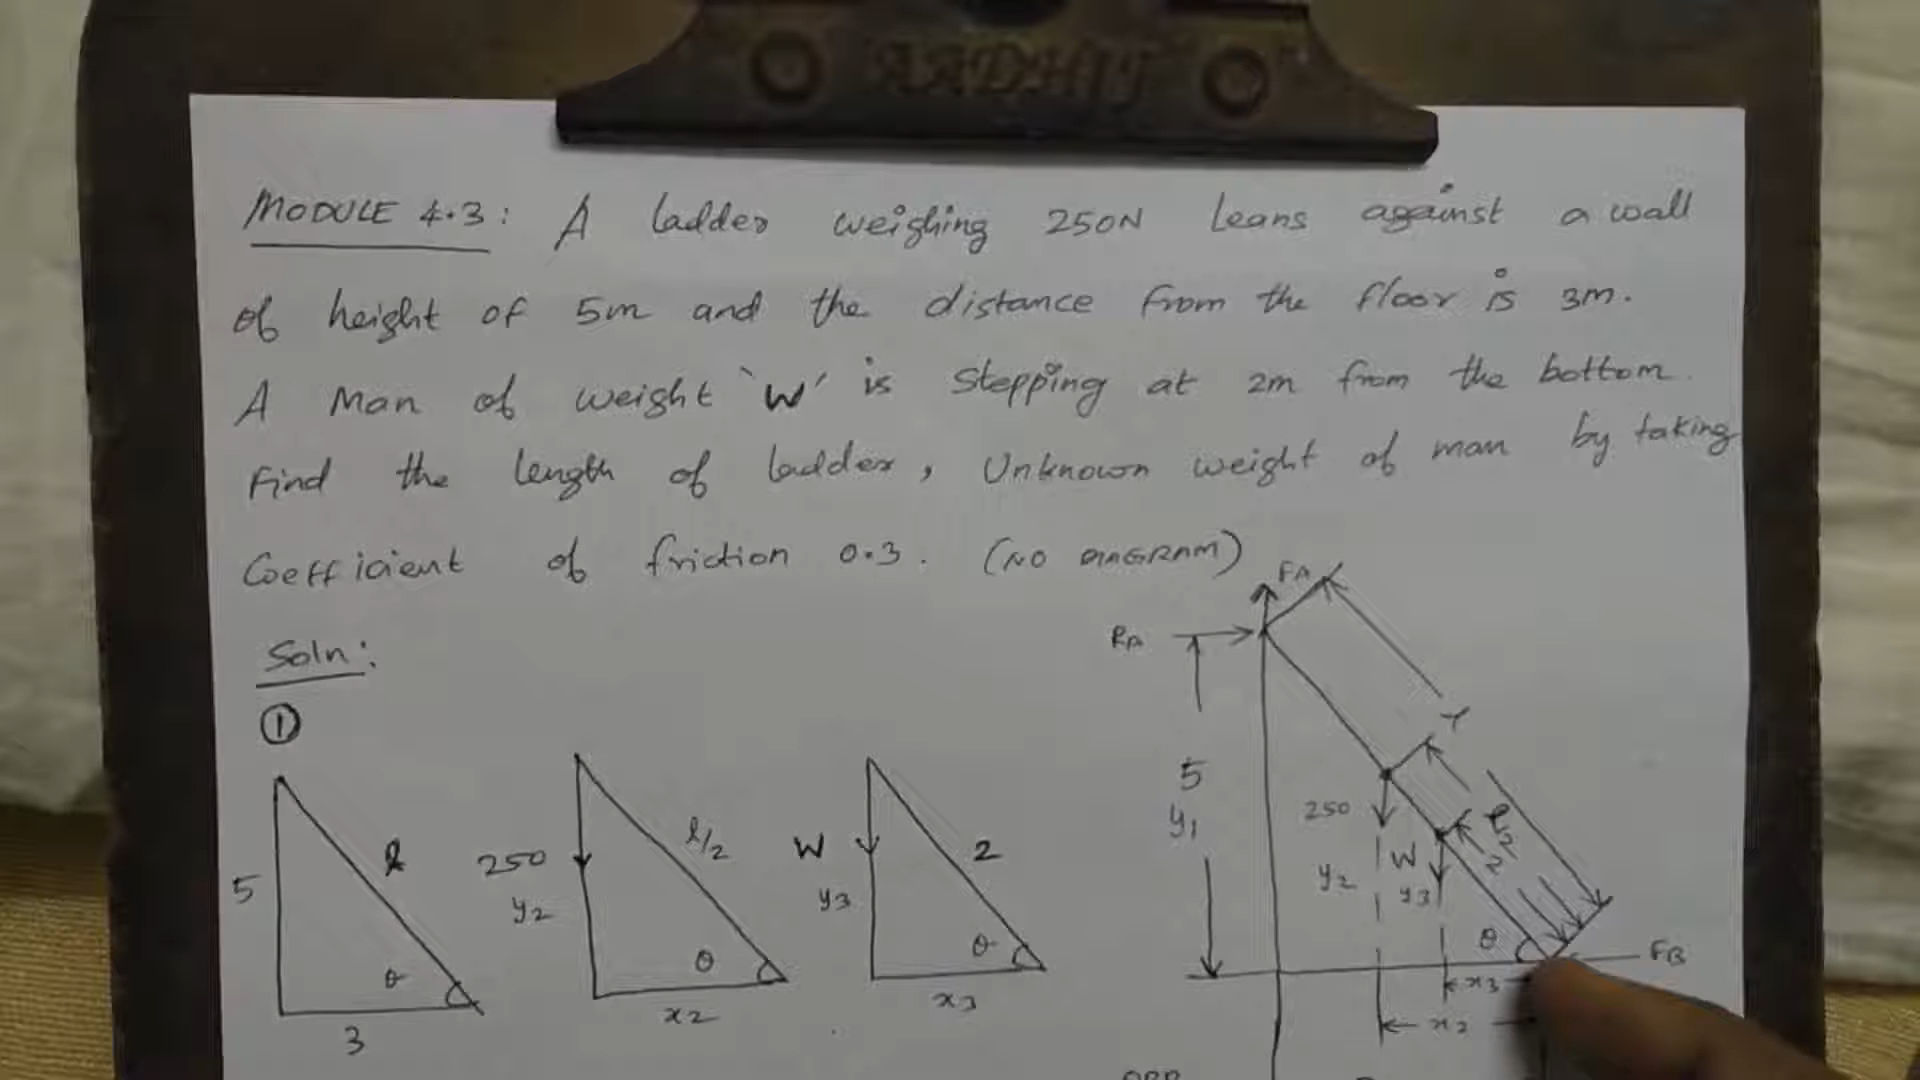 MODULE 4.3: A ladder weighing 250N leans against a wall
of height of 5m and the distance from the floor is 3m.
A Man of weight 'W' is stepping at 2m from the bottom.
Find the length of ladder, Unknown weight of man by taking
Coefficient of friction 0.3. (NO DIAGRAM)
Soln:
1
5
l
θ
3
250
y2
l/2
θ
x2
W
y3
2
θ
x3
FA
RA
5
y1
250
y2
W
y3
2
θ
FB
x3
x2